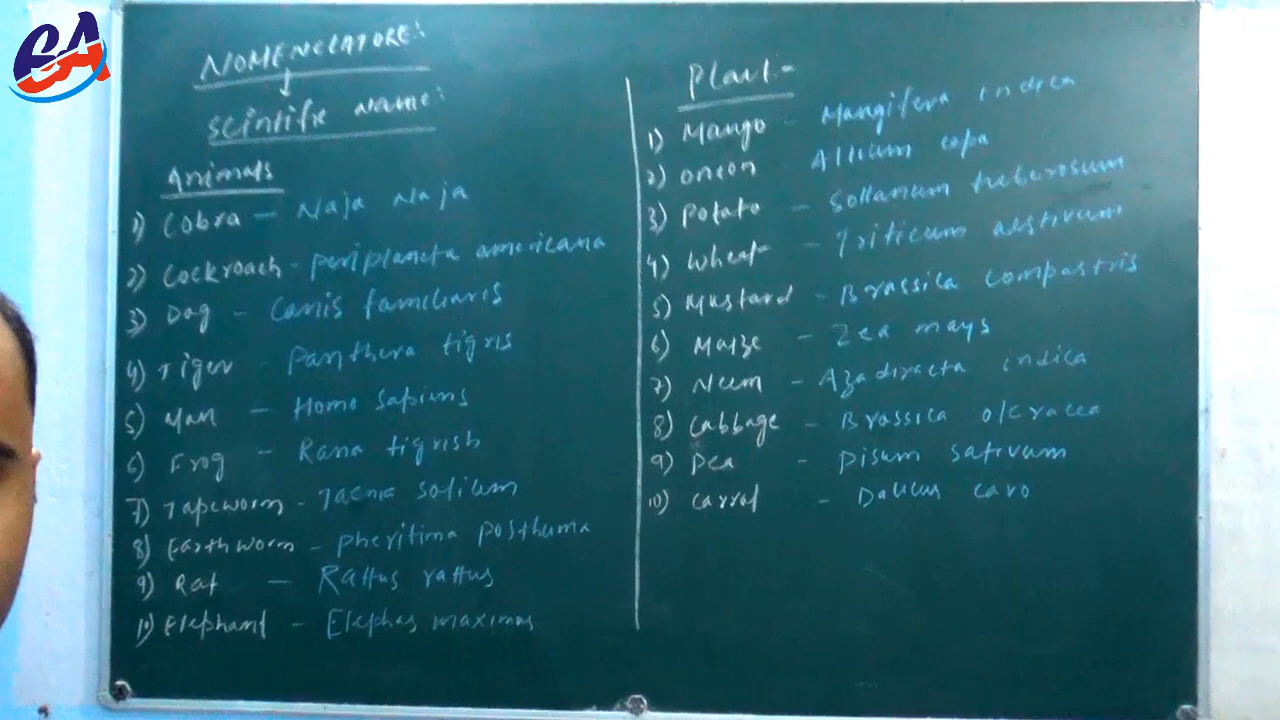 EA
NOMENCLATORE:
Scintific Name:
Animals
1) Cobra - Naja Naja
2) Cockroach - periplaneta americana
3) Dog - Canis familiaris
4) Tiger - Panthera tigris
5) Man - Homo sapiens
6) Frog - Rana tigrish
7) Tapeworm - Taenia solium
8) Earthworm - pheritima posthuma
9) Rat - Rattus rattus
10) Elephant - Elephas maximus
Plant-
1) Mango - Mangifera indica
2) Onion Allium cepa
3) Potato - Sollanum tuberosum
4) Wheat - Triticum aestivum
5) Mustard - Brassica compastris
6) Maize - Zea mays
7) Neem - Azadiracta indica
8) Cabbage - Brassica oleracea
9) Pea - Pisum sativum
10) Carrat - Daucus caro